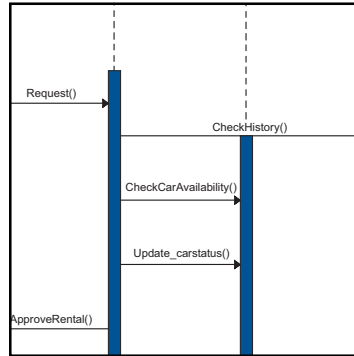 Request()
CheckHistory()
CheckCarAvailability()
Update_carstatus()
ApproveRental()